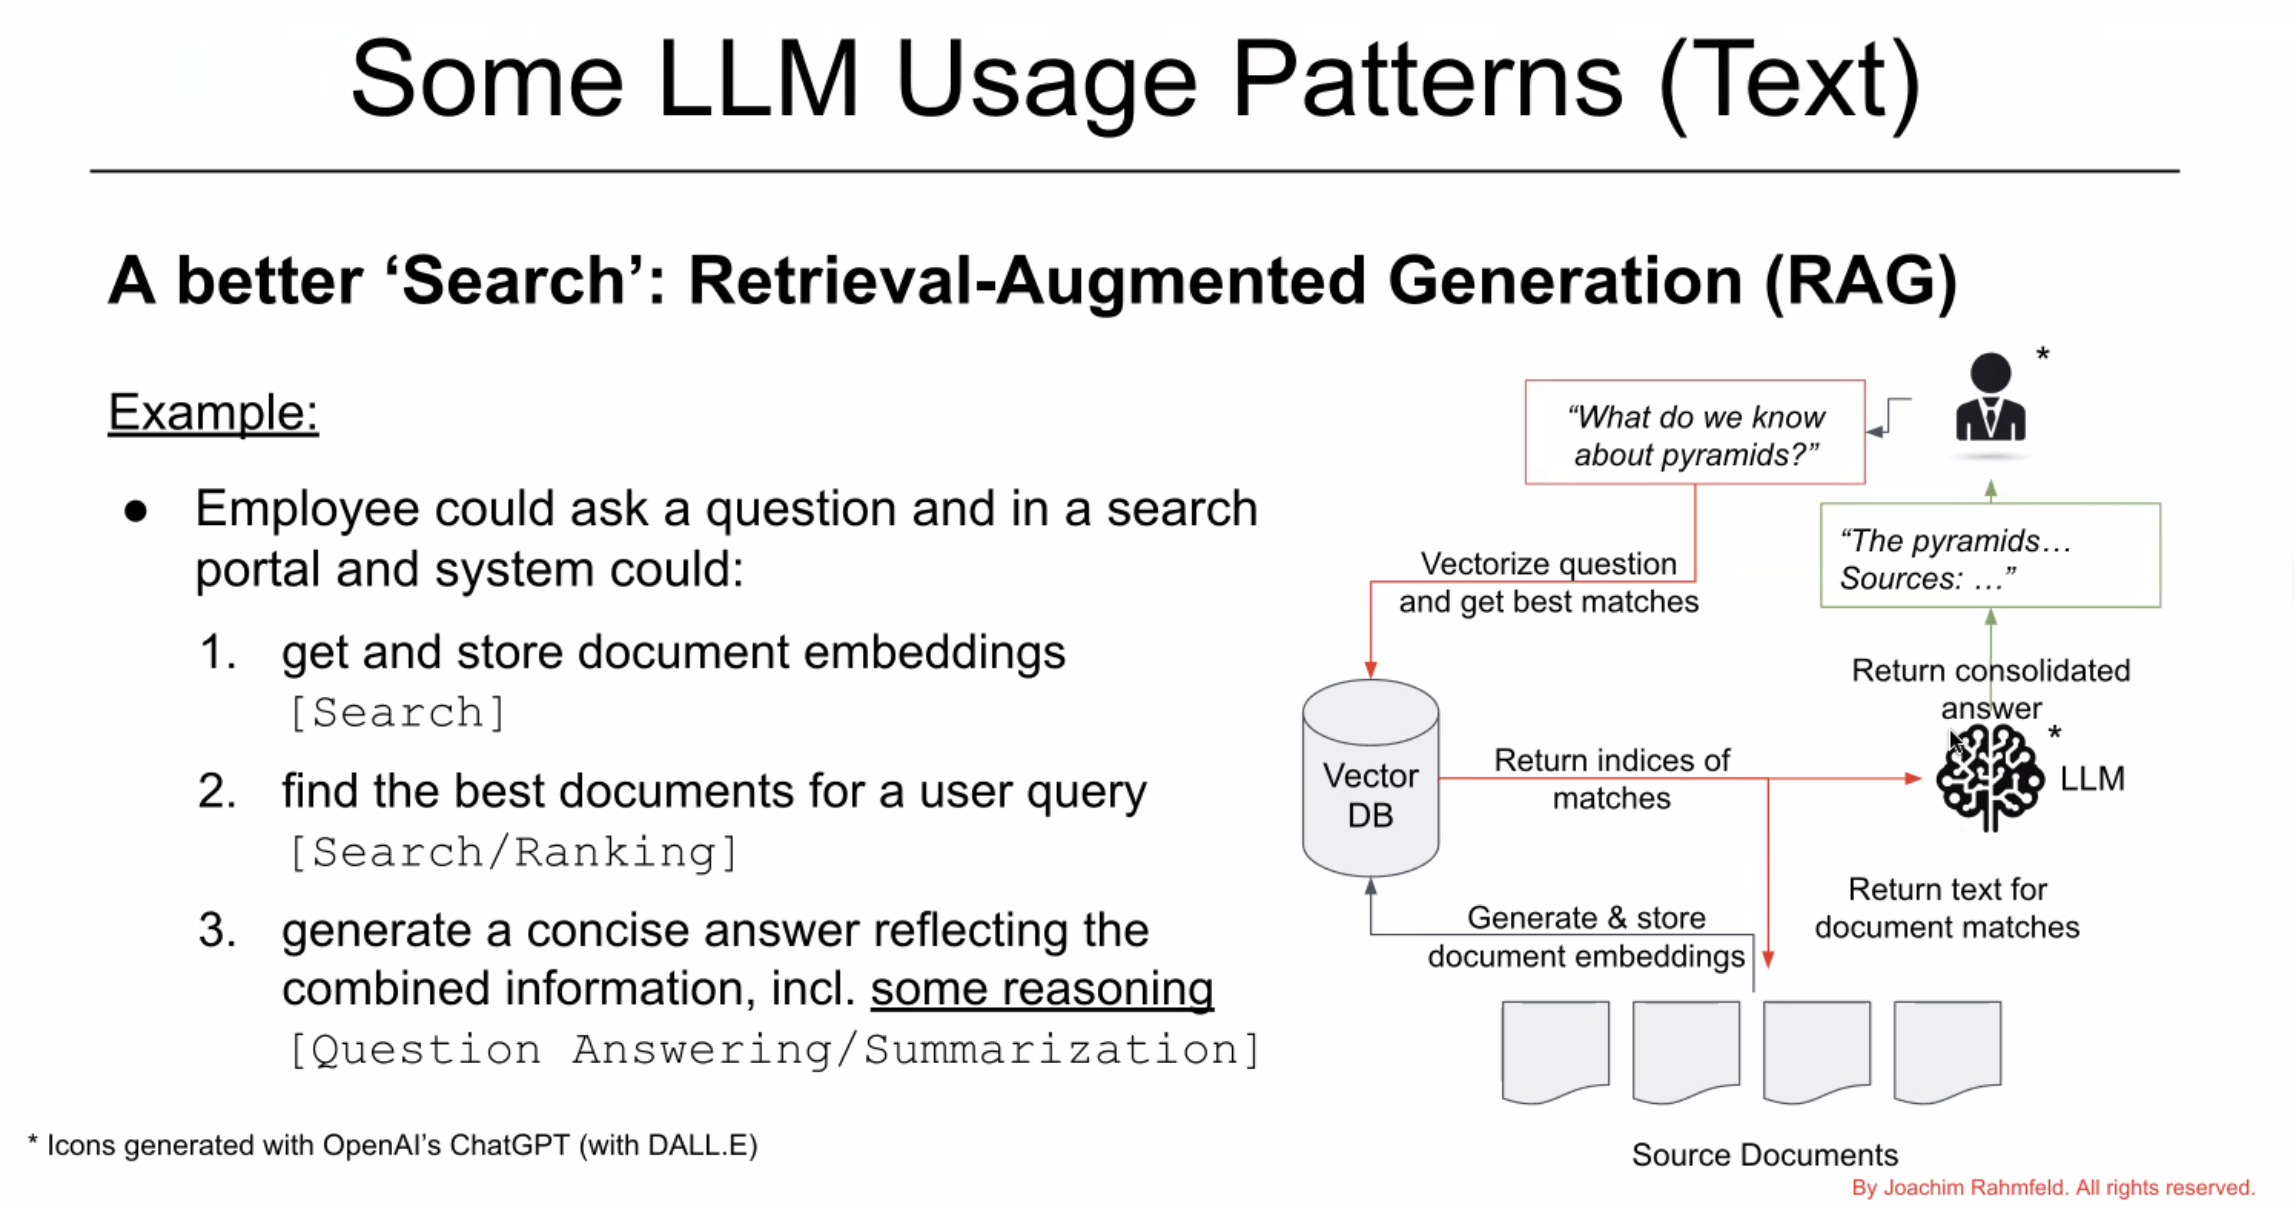 Some LLM Usage Patterns (Text)
A better ‘Search’: Retrieval-Augmented Generation (RAG)
Example:
● Employee could ask a question and in a search
portal and system could:
1. get and store document embeddings
[Search]
2. find the best documents for a user query
[Search/Ranking]
3. generate a concise answer reflecting the
combined information, incl. some reasoning
[Question Answering/Summarization]
* Icons generated with OpenAI’s ChatGPT (with DALL.E)
*
“What do we know
about pyramids?”
“The pyramids…
Sources: …”
Vectorize question
and get best matches
Return consolidated
answer
*
LLM
Vector
DB
Return indices of
matches
Return text for
document matches
Generate & store
document embeddings
Source Documents
By Joachim Rahmfeld. All rights reserved.